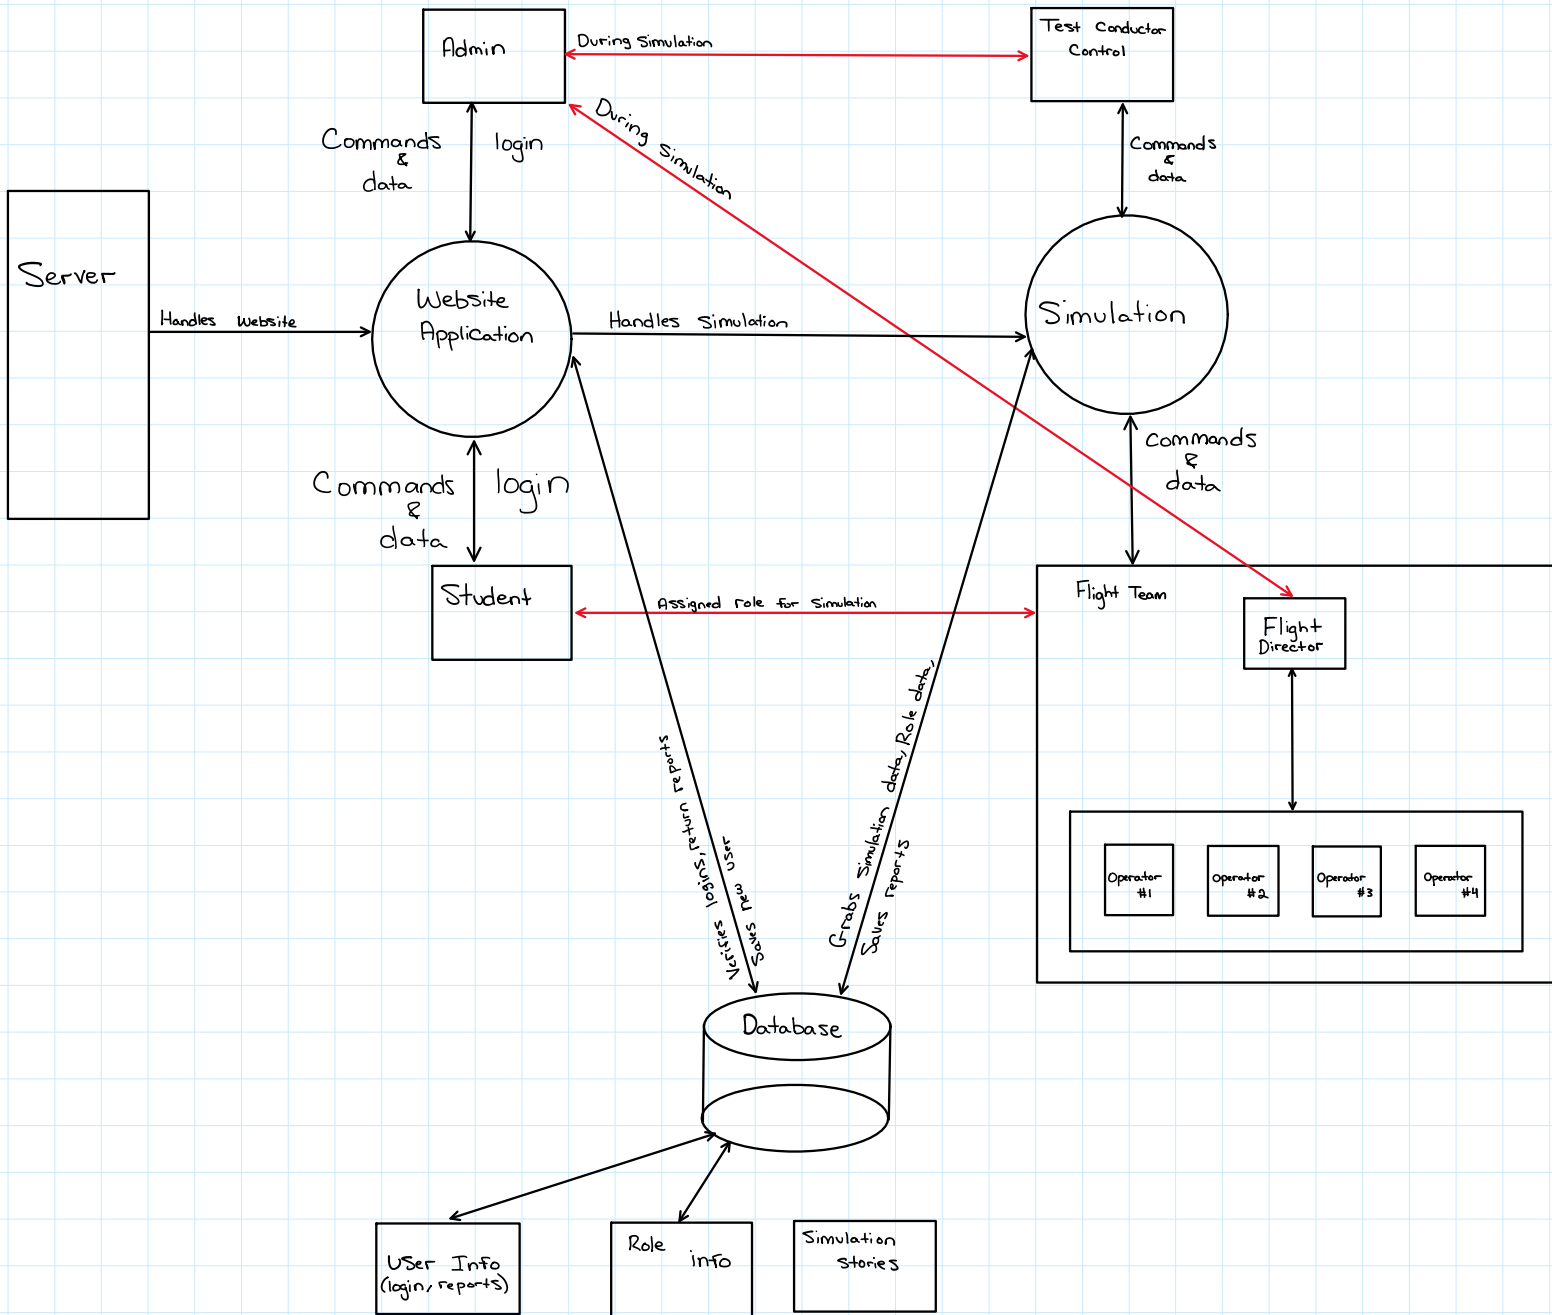 Admin
During Simulation
Test Conductor
Control
During Simulation
Commands
&
data
login
Commands
&
data
Server
Website
Application
Handles Website
Handles Simulation
Simulation
Commands
&
data
login
Commands
&
data
Student
Assigned role for Simulation
Flight Team
Flight
Director
Verifies logins, return reports
Saves new user
Grabs Simulation data, Role data,
Saves reports
Operator
#1
Operator
#2
Operator
#3
Operator
#4
Database
User Info
(login, reports)
Role info
Simulation
stories